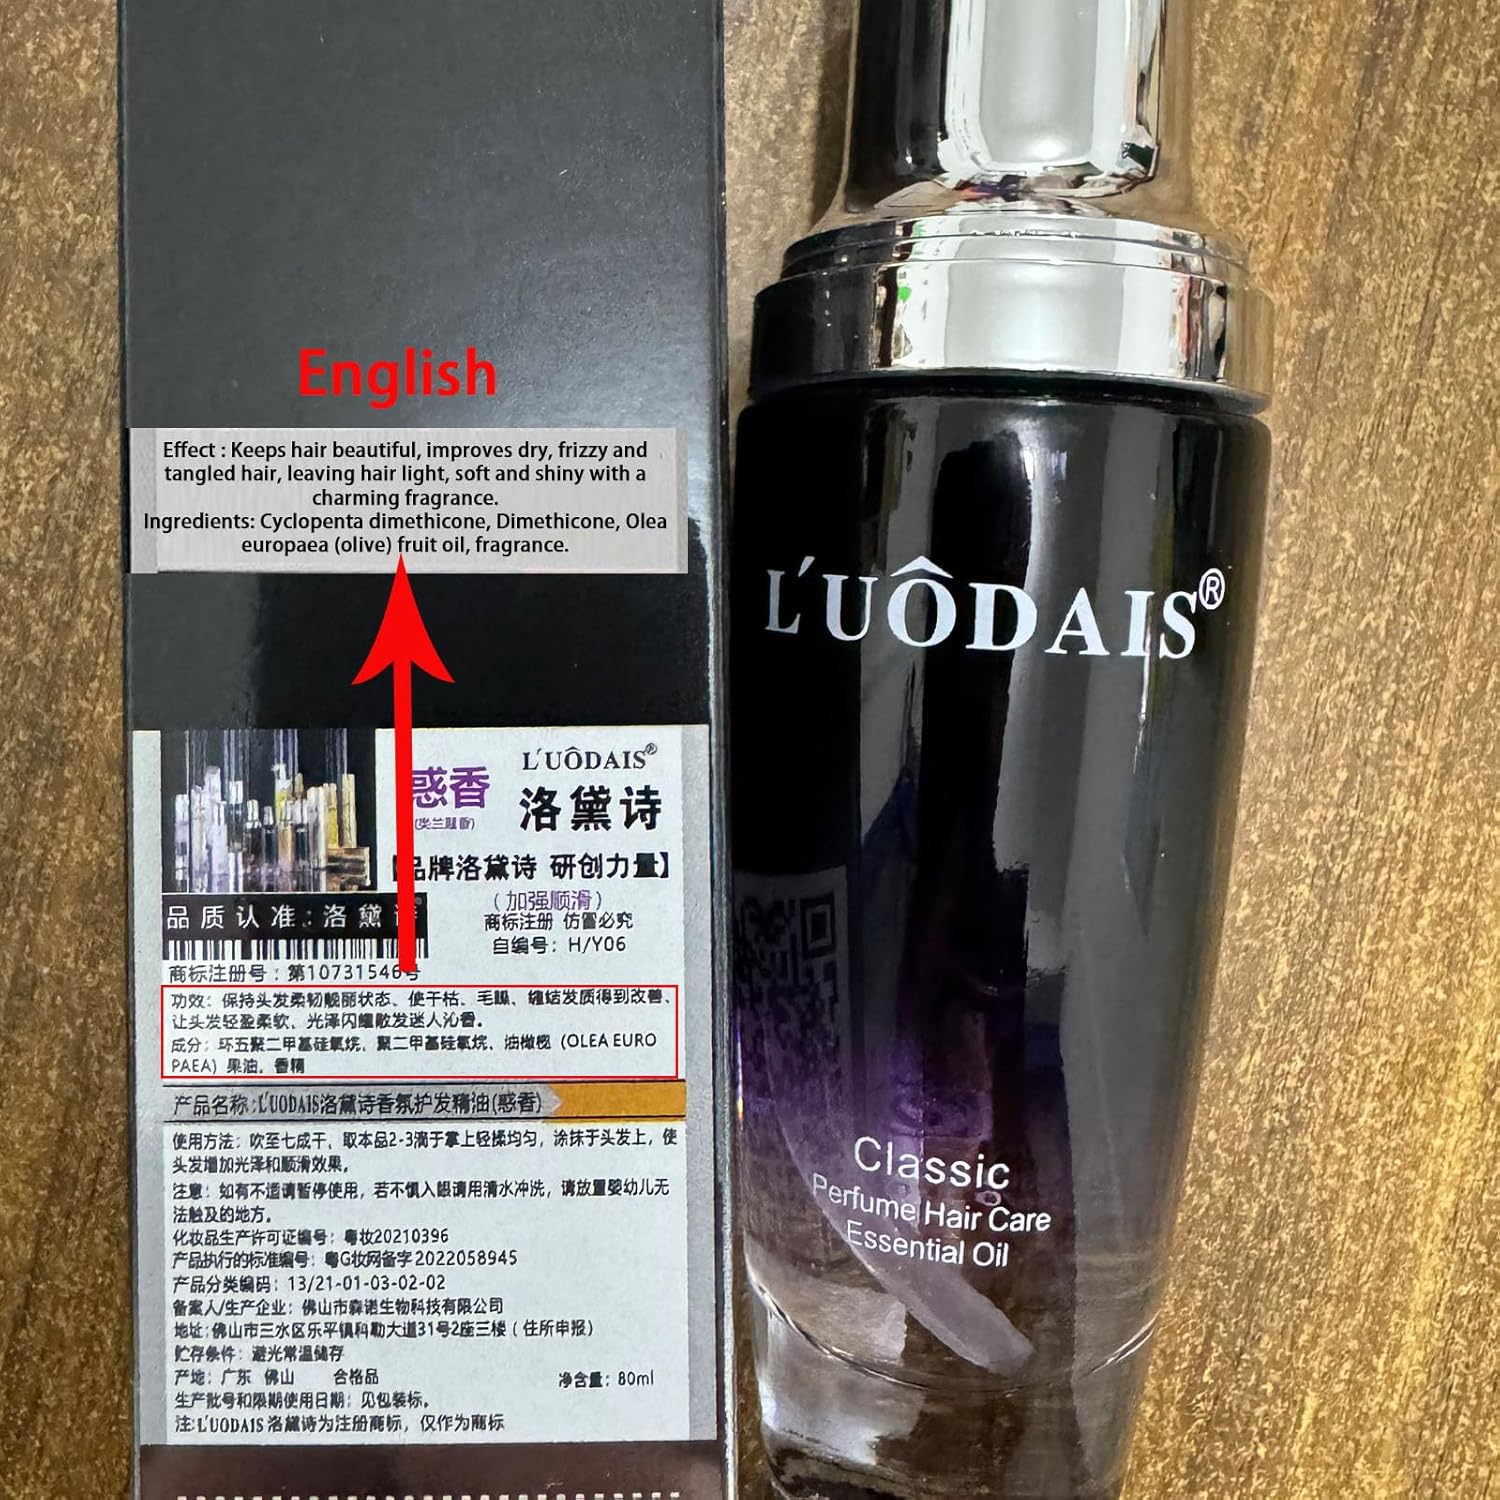 English
Effect : Keeps hair beautiful, improves dry, frizzy and
tangled hair, leaving hair light, soft and shiny with a
charming fragrance.
Ingredients: Cyclopenta dimethicone, Dimethicone, Olea
europaea (olive) fruit oil, fragrance.
L'UÔDAIS®
惑香
洛黛诗
品牌洛黛诗 研创力量】
(加强顺滑)
品质认准:洛黛
商标注册 仿冒必究
自编号: H/Y06
商标注册号:第10731546号
功效: 保持头发柔韧靓丽状态、使干枯、毛躁、缠结发质得到改善、
让头发轻盈柔软、光泽闪耀散发迷人沁香。
成分: 环五聚二甲基硅氧烷、聚二甲基硅氧烷、油橄榄 (OLEA EURO
PAEA) 果油、香精
产品名称:L'UODAIS洛黛诗香氛护发精油(惑香)
使用方法: 吹至七成干、取本品2-3滴于掌上轻揉均匀, 涂抹于头发上, 使
头发增加光泽和顺滑效果。
注意: 如有不适请暂停使用, 若不慎入眼请用清水冲洗, 请放置婴幼儿无
法触及的地方。
化妆品生产许可证编号: 粤妆20210396
产品执行的标准编号: 粤G妆网备字2022058945
产品分类编码: 13/21-01-03-02-02
备案人/生产企业: 佛山市森诺生物科技有限公司
地址:佛山市三水区乐平镇科勒大道31号2座三楼 (住所申报)
贮存条件: 避光常温储存
产地: 广东 佛山 合格品 净含量: 80ml
生产批号和限期使用日期: 见包装标。
注:L'UODAIS 洛黛诗为注册商标, 仅作为商标
L'UÔDAIS®
Classic
Perfume Hair Care
Essential Oil